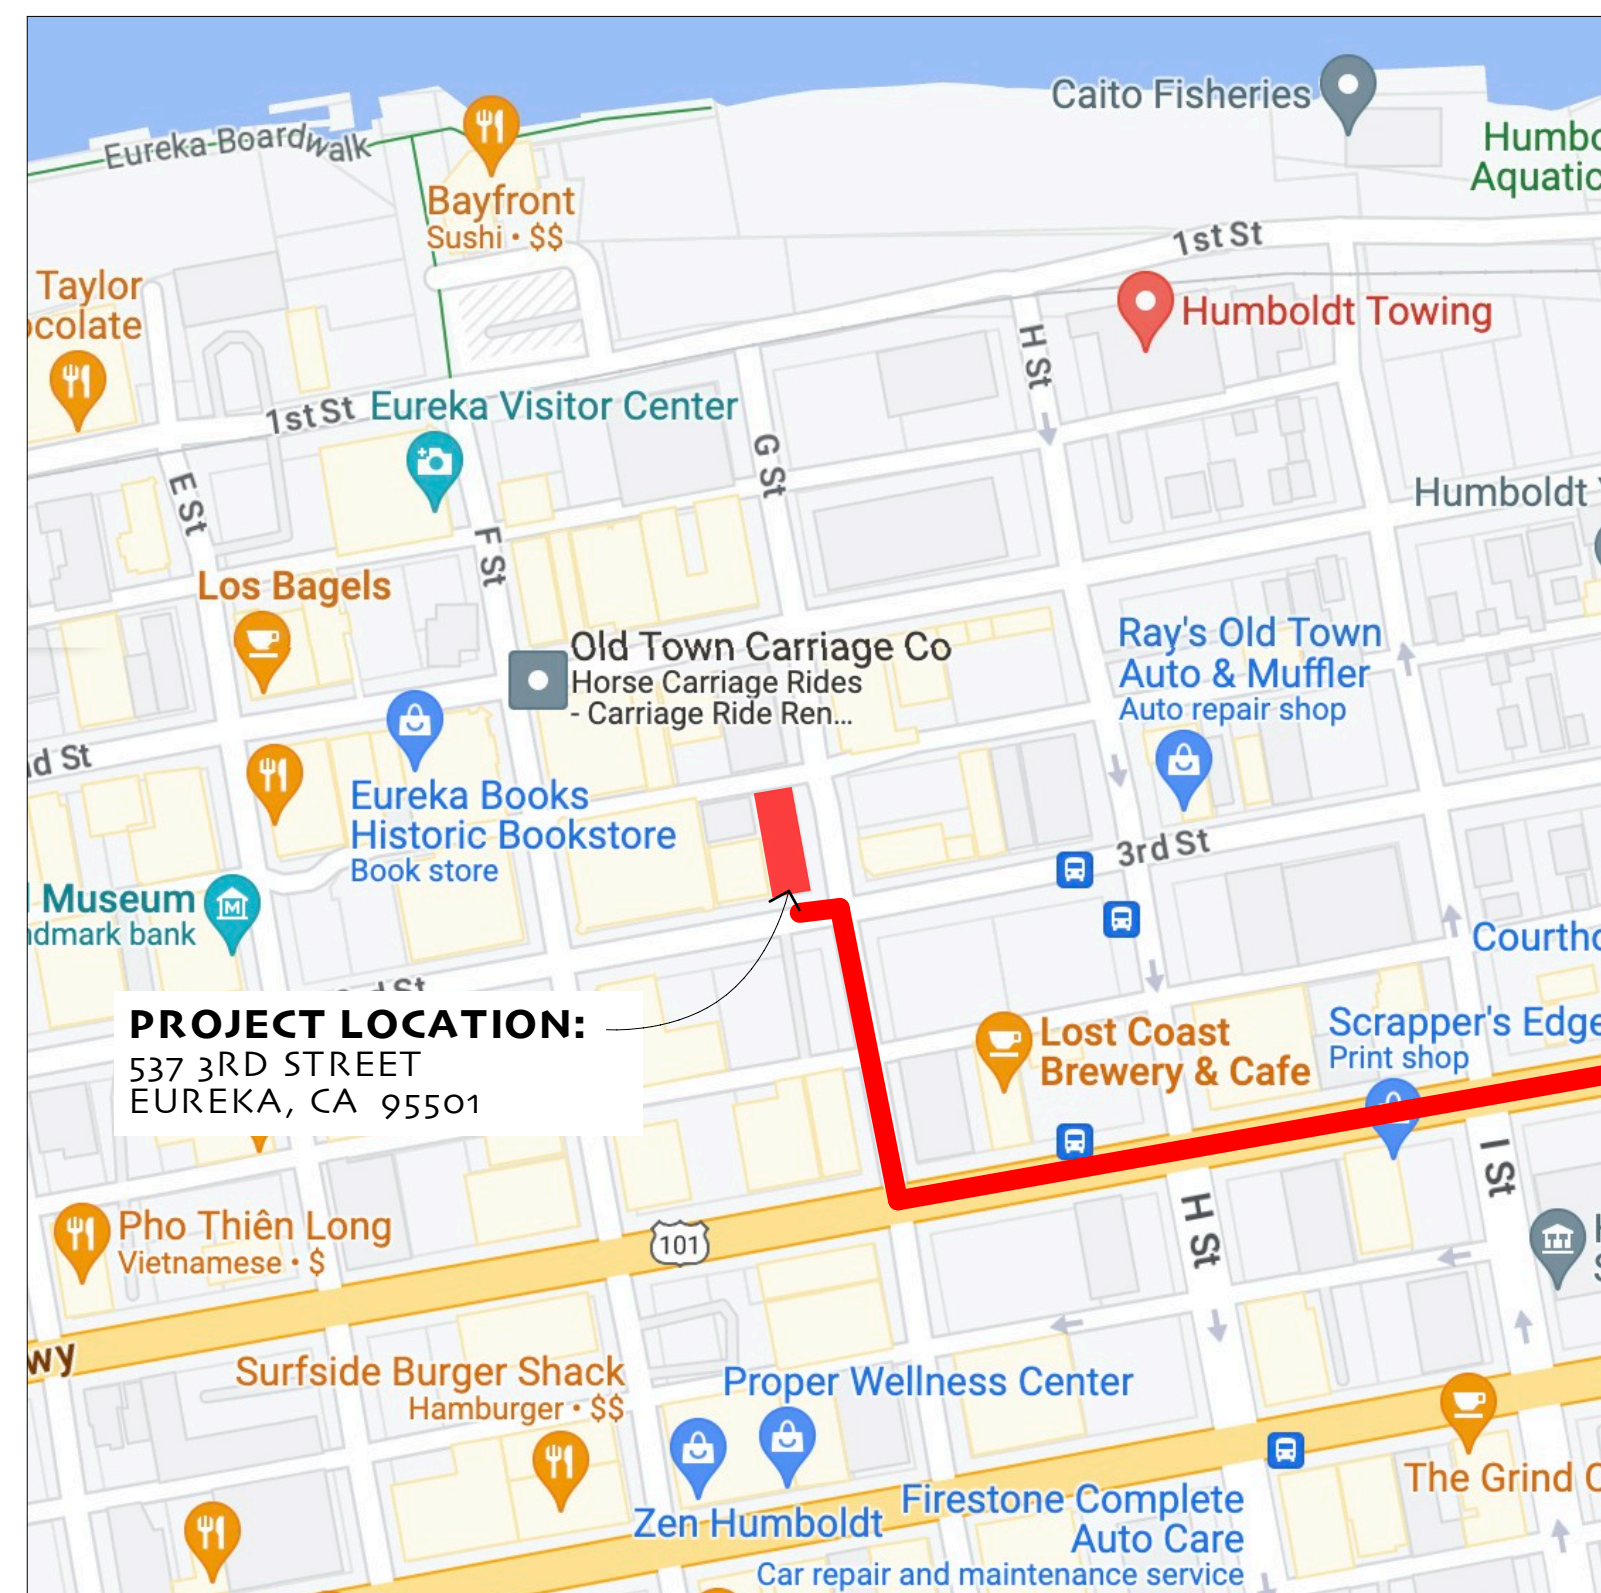 Caito Fisheries
Humbo
Aquatic
Eureka Boardwalk
Bayfront
Sushi • $$
1st St
Taylor
ocolate
Humboldt Towing
H St
1st St
Eureka Visitor Center
G St
E St
F St
Humboldt
Los Bagels
Old Town Carriage Co
Horse Carriage Rides
- Carriage Ride Ren...
Ray's Old Town
Auto & Muffler
Auto repair shop
d St
Eureka Books
Historic Bookstore
Book store
3rd St
Museum
dmark bank
Courtho
d St
PROJECT LOCATION:
537 3RD STREET
EUREKA, CA 95501
Lost Coast
Brewery & Cafe
Scrapper's Edge
Print shop
I St
H St
Pho Thiên Long
Vietnamese • $
101
wy
Surfside Burger Shack
Hamburger • $$
Proper Wellness Center
The Grind C
Zen Humboldt
Firestone Complete
Auto Care
Car repair and maintenance service